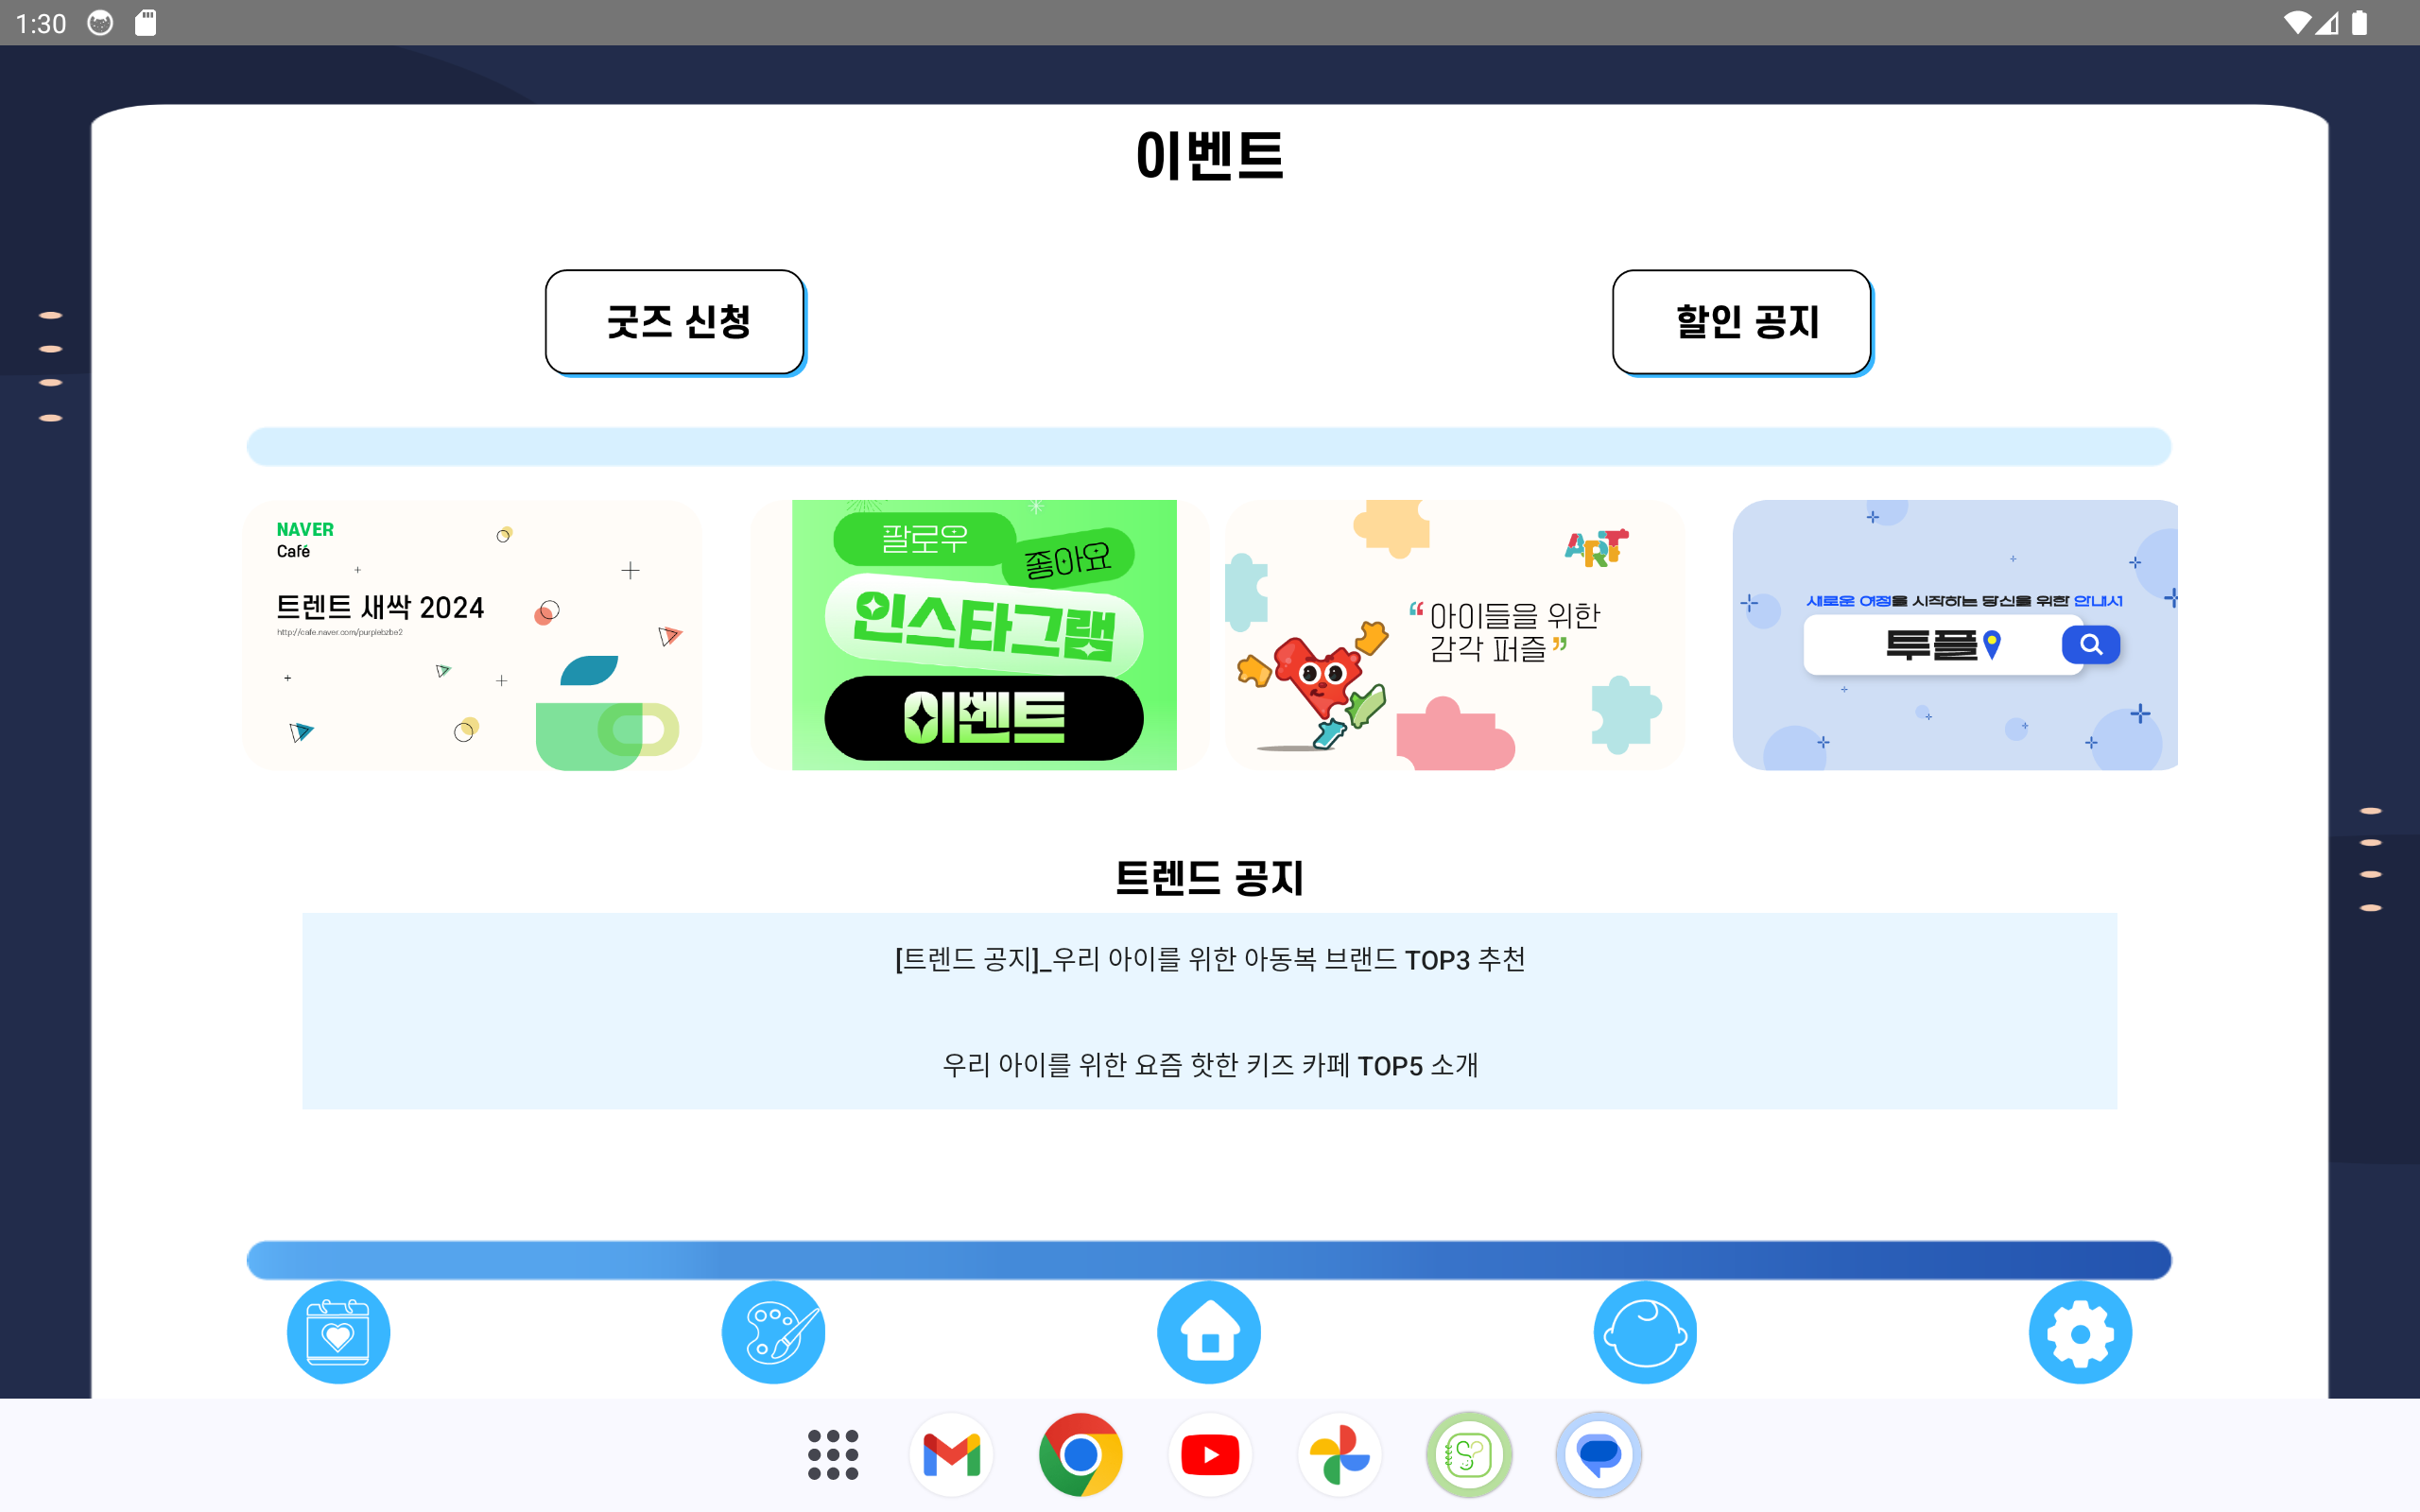 1:30
이벤트
굿즈 신청
할인 공지
NAVER
Café
트렌트 새싹 2024
http://cafe.naver.com/purplebzbe2
팔로우
좋아요
인스타그램
이벤트
ART
“아이들을 위한
감각 퍼즐”
새로운 여정을 시작하는 당신을 위한 안내서
투플
트렌드 공지
[트렌드 공지]_우리 아이를 위한 아동복 브랜드 TOP3 추천
우리 아이를 위한 요즘 핫한 키즈 카페 TOP5 소개